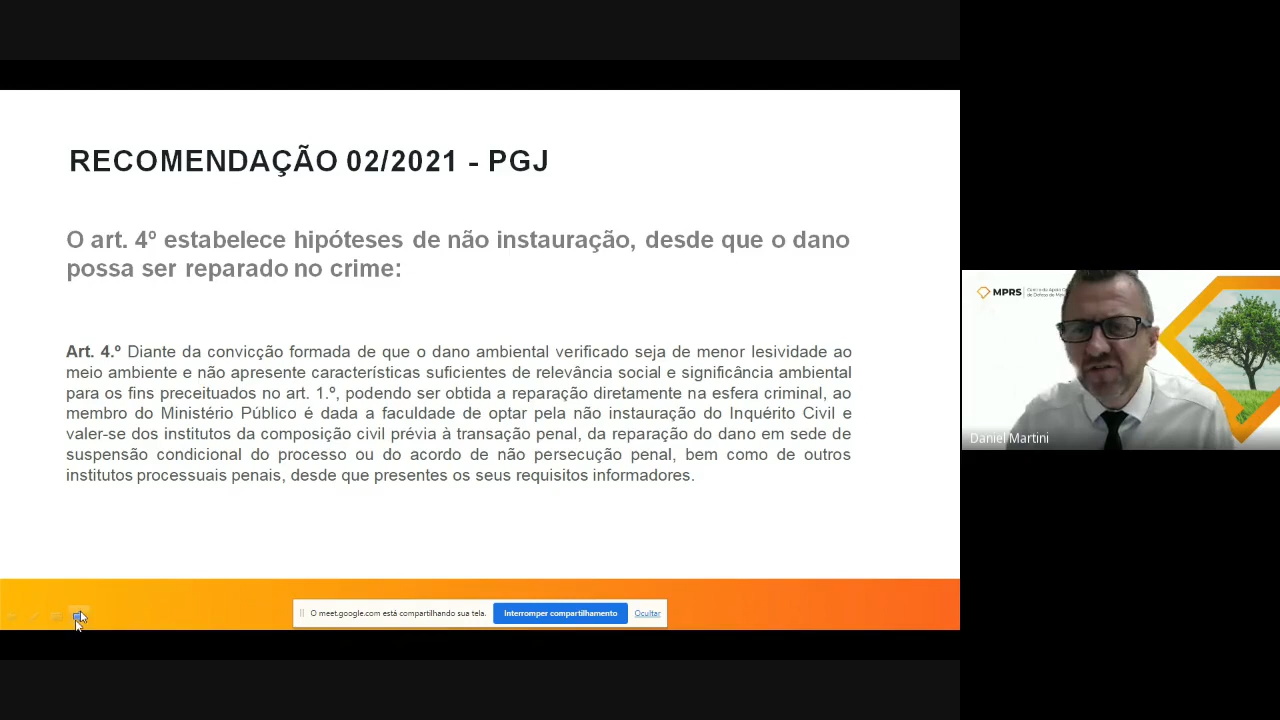 RECOMENDAÇÃO 02/2021 - PGJ
O art. 4º estabelece hipóteses de não instauração, desde que o dano
possa ser reparado no crime:
Art. 4.º Diante da convicção formada de que o dano ambiental verificado seja de menor lesividade ao
meio ambiente e não apresente características suficientes de relevância social e significância ambiental
para os fins preceituados no art. 1.º, podendo ser obtida a reparação diretamente na esfera criminal, ao
membro do Ministério Público é dada a faculdade de optar pela não instauração do Inquérito Civil e
valer-se dos institutos da composição civil prévia à transação penal, da reparação do dano em sede de
suspensão condicional do processo ou do acordo de não persecução penal, bem como de outros
institutos processuais penais, desde que presentes os seus requisitos informadores.
O meet.google.com está compartilhando sua tela. Interromper compartilhamento Ocultar
MPRS
Daniel Martini